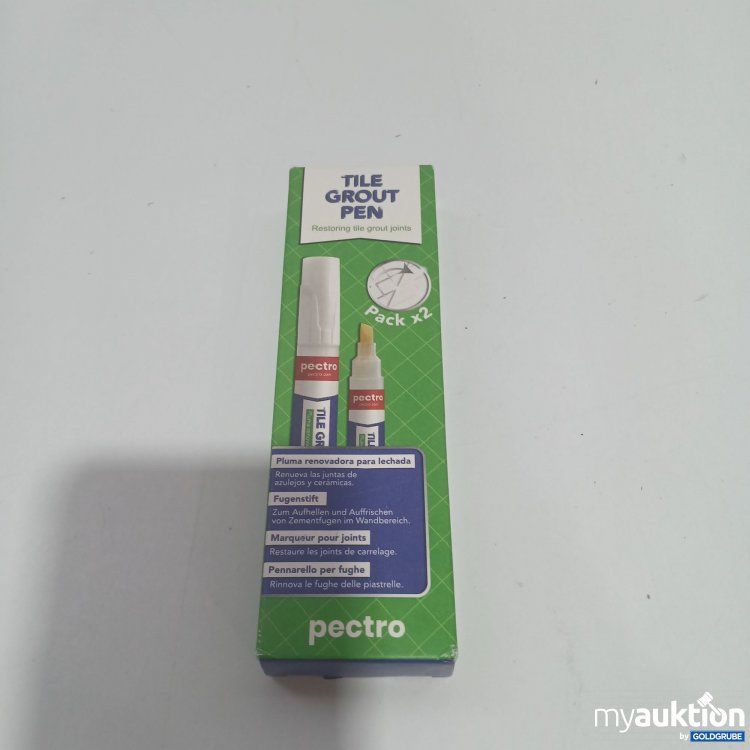 TILE
GROUT
PEN
Restoring tile grout joints
Pack x2
pectro
pectro
TILE GR
TILE
Pluma renovadora para lechada
Renueva las juntas de
azulejos y cerámicas.
Fugenstift
Zum Aufhellen und Auffrischen
von Zementfugen im Wandbereich.
Marqueur pour joints
Restaure les joints de carrelage.
Pennarello per fughe
Rinnova le fughe delle piastrelle.
pectro
myauktion
by GOLDGRUBE